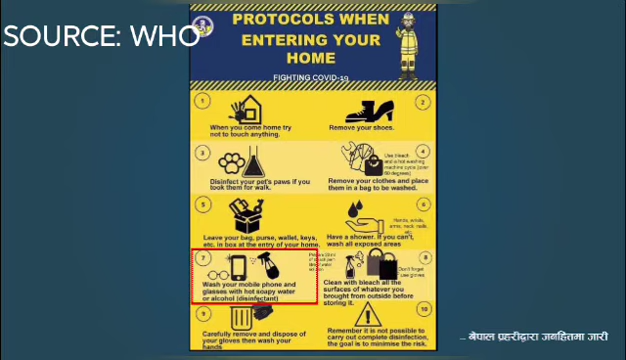 SOURCE: WHO
PROTOCOLS WHEN
ENTERING YOUR
HOME
FIGHTING COVID-19
1
When you come home try
not to touch anything.
2
Remove your shoes.
3
Disinfect your pet's paws if you
took them for walk.
4
Use bleach
Remove your clothes and place
them in a bag to be washed.
5
Leave your bag, purse, wallet, keys,
etc. in box at the entry of your home.
6
Have a shower. If you can't,
wash all exposed areas
7
Wash your mobile phone and
glasses with hot soapy water
or alcohol (disinfectant)
8
Don't forget
Clean with bleach all the
surfaces of whatever you
brought from outside before
storing it.
9
Carefully remove and dispose
of your gloves then wash your
hands
10
Remember it is not possible to
carry out complete disinfection,
the goal is to minimise the risk.
... नेपाल प्रहरीद्वारा जनहितमा जारी